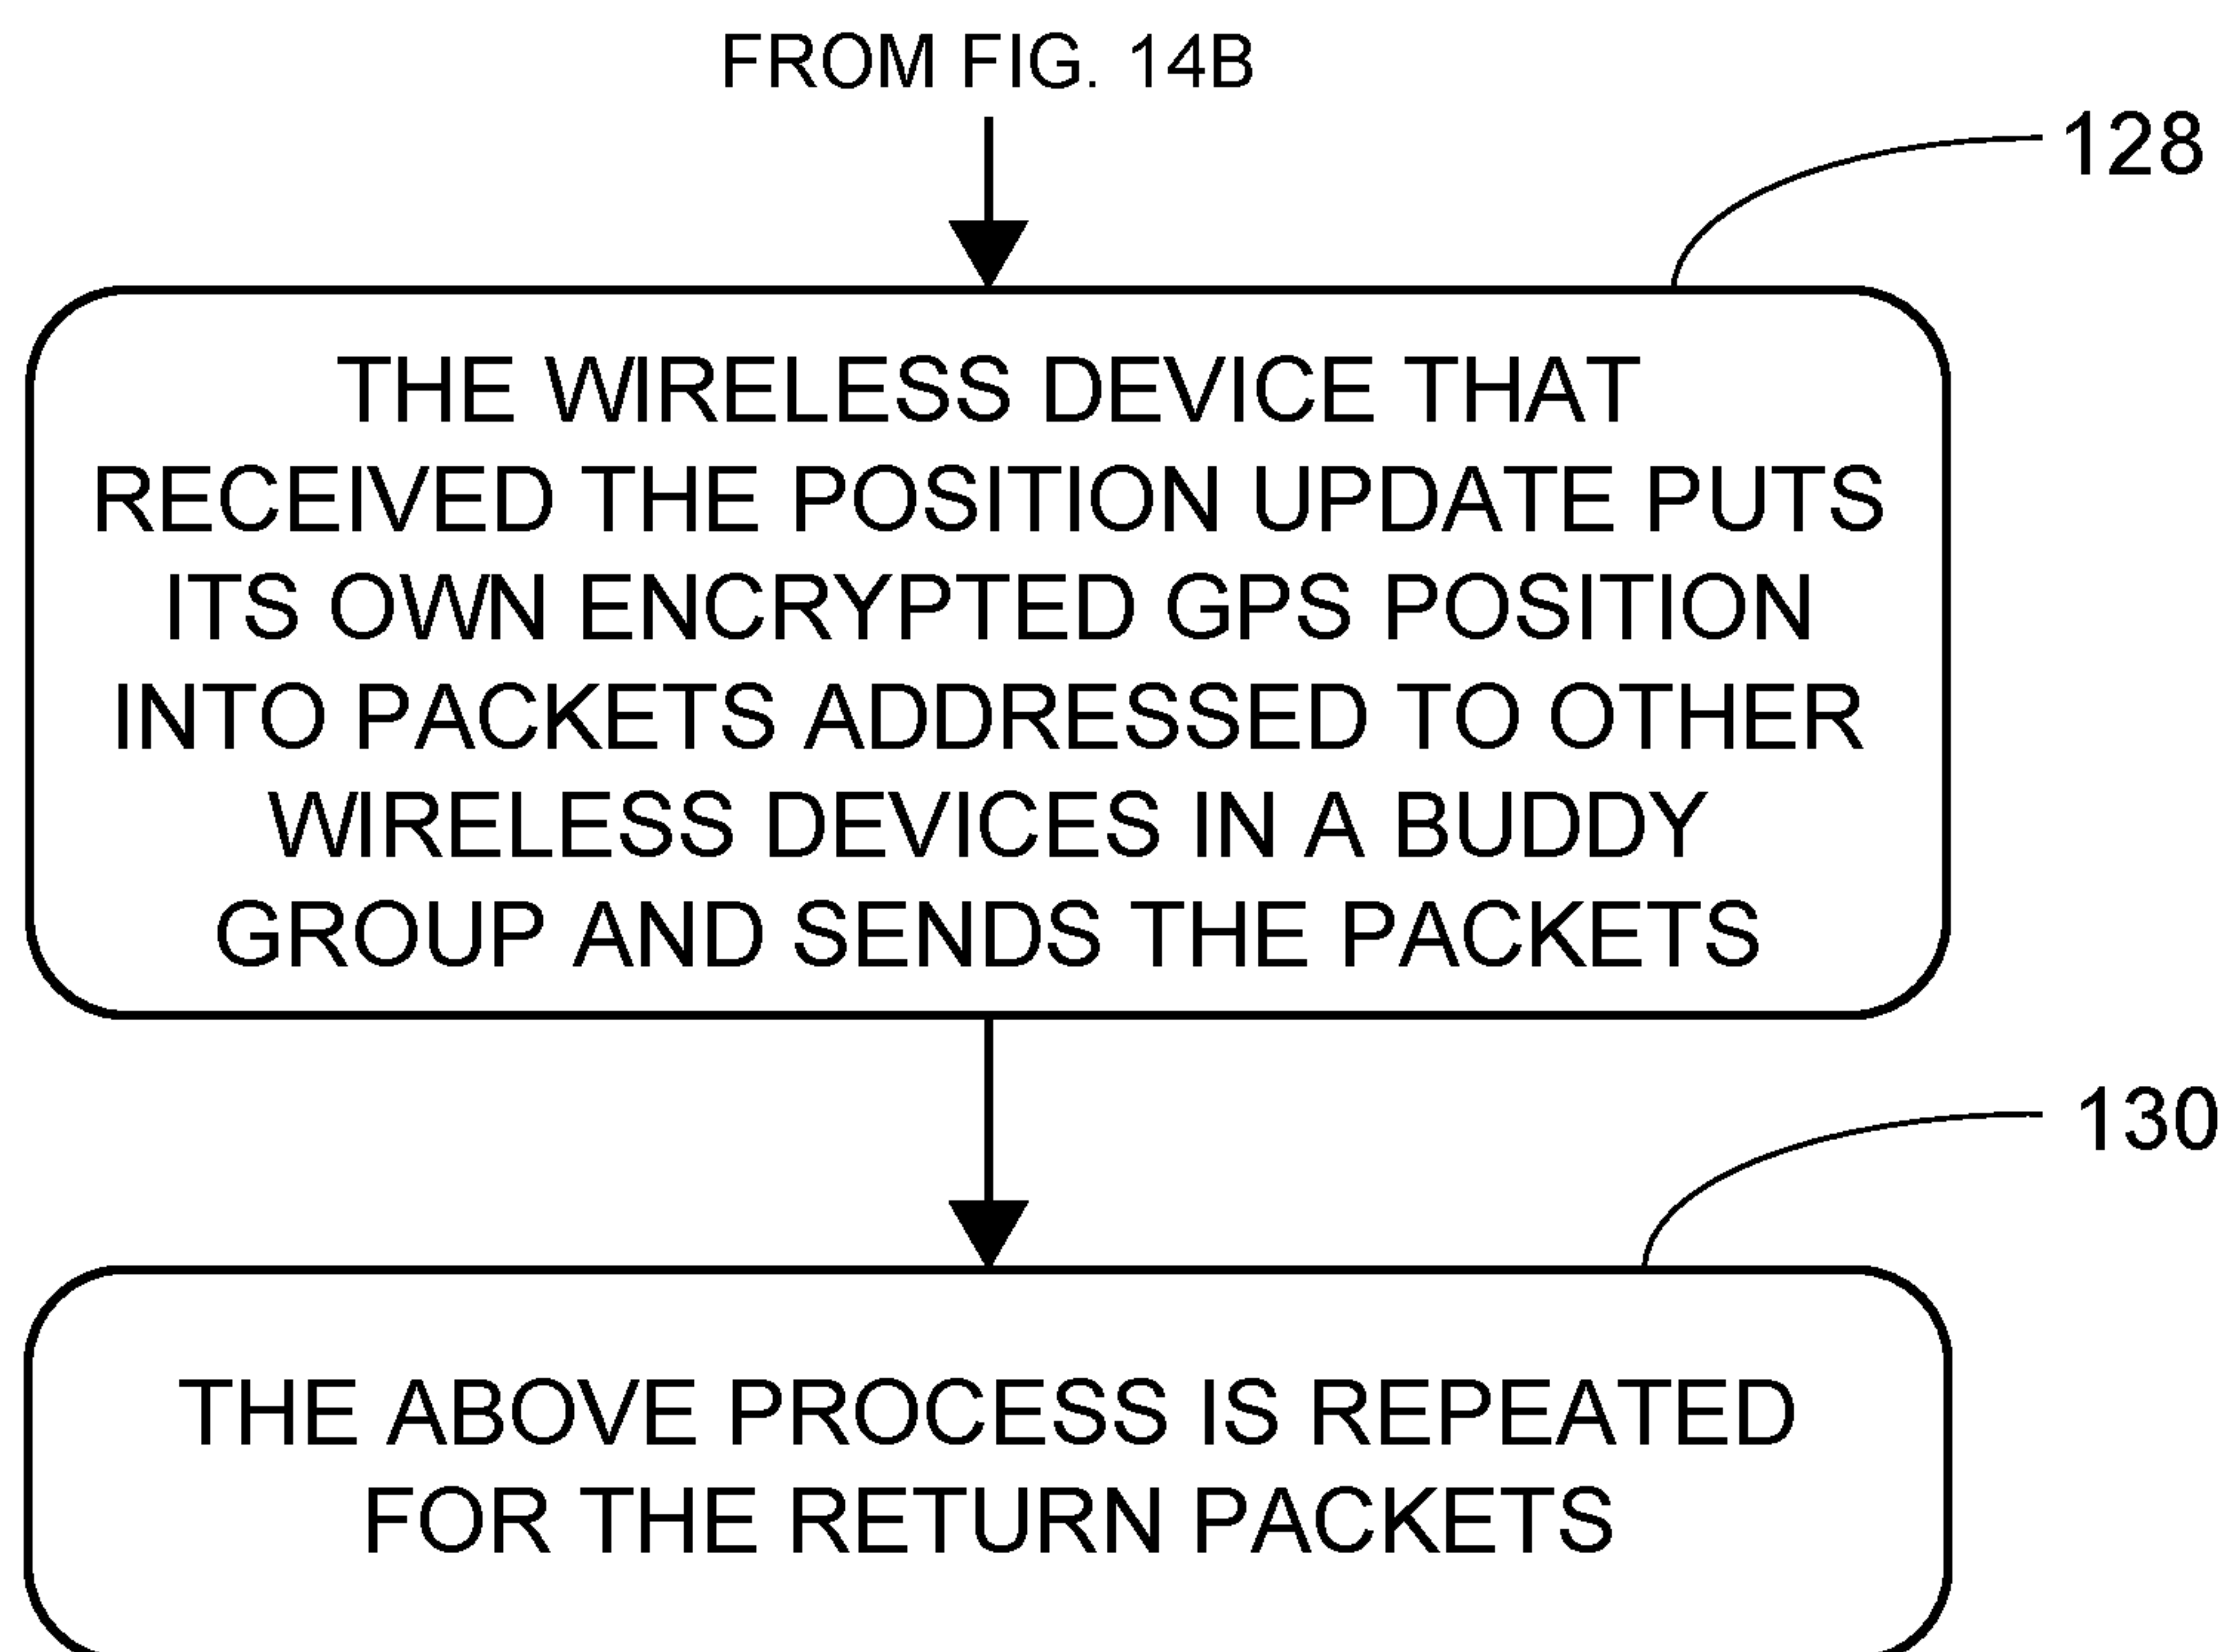 FROM FIG. 14B
128
THE WIRELESS DEVICE THAT
RECEIVED THE POSITION UPDATE PUTS
ITS OWN ENCRYPTED GPS POSITION
INTO PACKETS ADDRESSED TO OTHER
WIRELESS DEVICES IN A BUDDY
GROUP AND SENDS THE PACKETS
130
THE ABOVE PROCESS IS REPEATED
FOR THE RETURN PACKETS